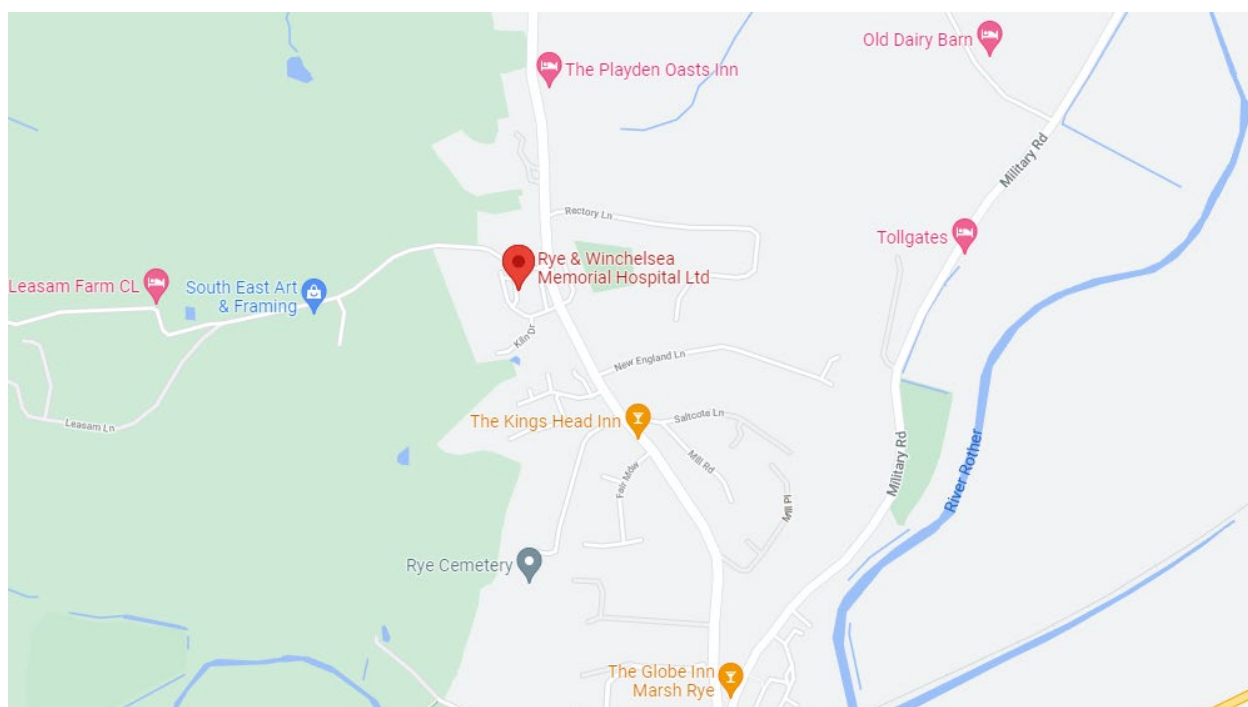 Old Dairy Barn
The Playden Oasts Inn
Military Rd
Rectory Ln
Tollgates
Rye & Winchelsea
Memorial Hospital Ltd
Leasam Farm CL
South East Art
& Framing
Kiln Dr
New England Ln
The Kings Head Inn
Saltcote Ln
Leasam Ln
Mill Rd
Military Rd
River Rother
Fair Mdw
Mill Pl
Rye Cemetery
The Globe Inn
Marsh Rye